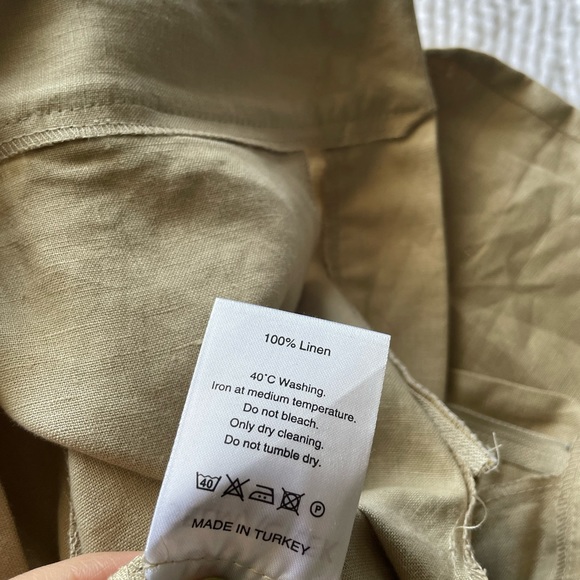 100% Linen
40°C Washing.
Iron at medium temperature.
Do not bleach.
Only dry cleaning.
Do not tumble dry.
40 P
MADE IN TURKEY